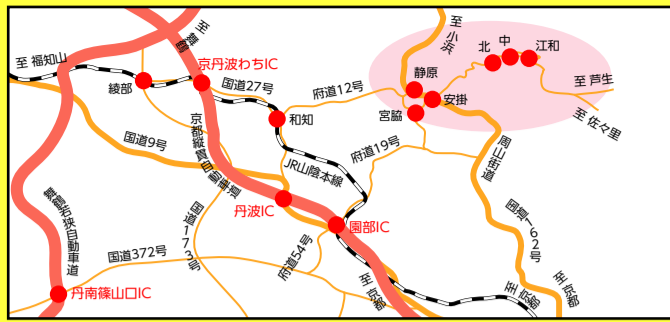 至 小浜
至 舞鶴
中
北
江和
至 福知山
京丹波わちIC
静原
綾部
国道27号
府道12号
安掛
至 芦生
宮脇
和知
至 佐々里
国道9号
京都縦貫自動車道
府道19号
周山街道
JR山陰本線
丹波IC
舞鶴若狭自動車道
国道173号
園部IC
国道162号
国道372号
府道54号
丹南篠山口IC
至 京都
至 京都
至 京都